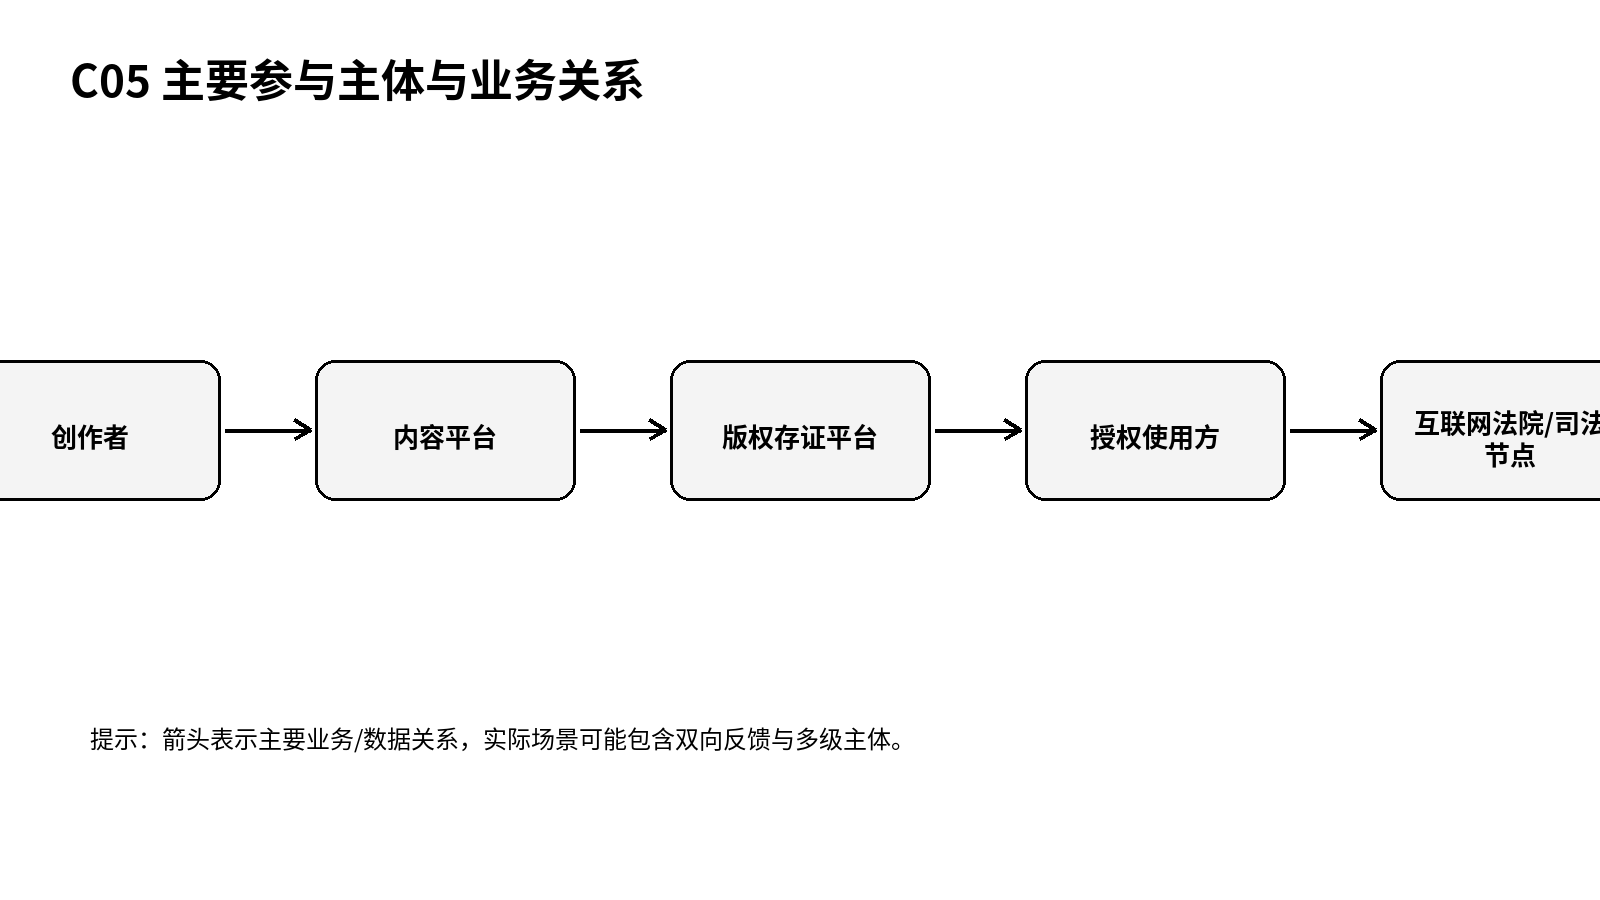 C05 主要参与主体与业务关系
创作者
内容平台
版权存证平台
授权使用方
互联网法院/司法
节点
提示：箭头表示主要业务/数据关系，实际场景可能包含双向反馈与多级主体。